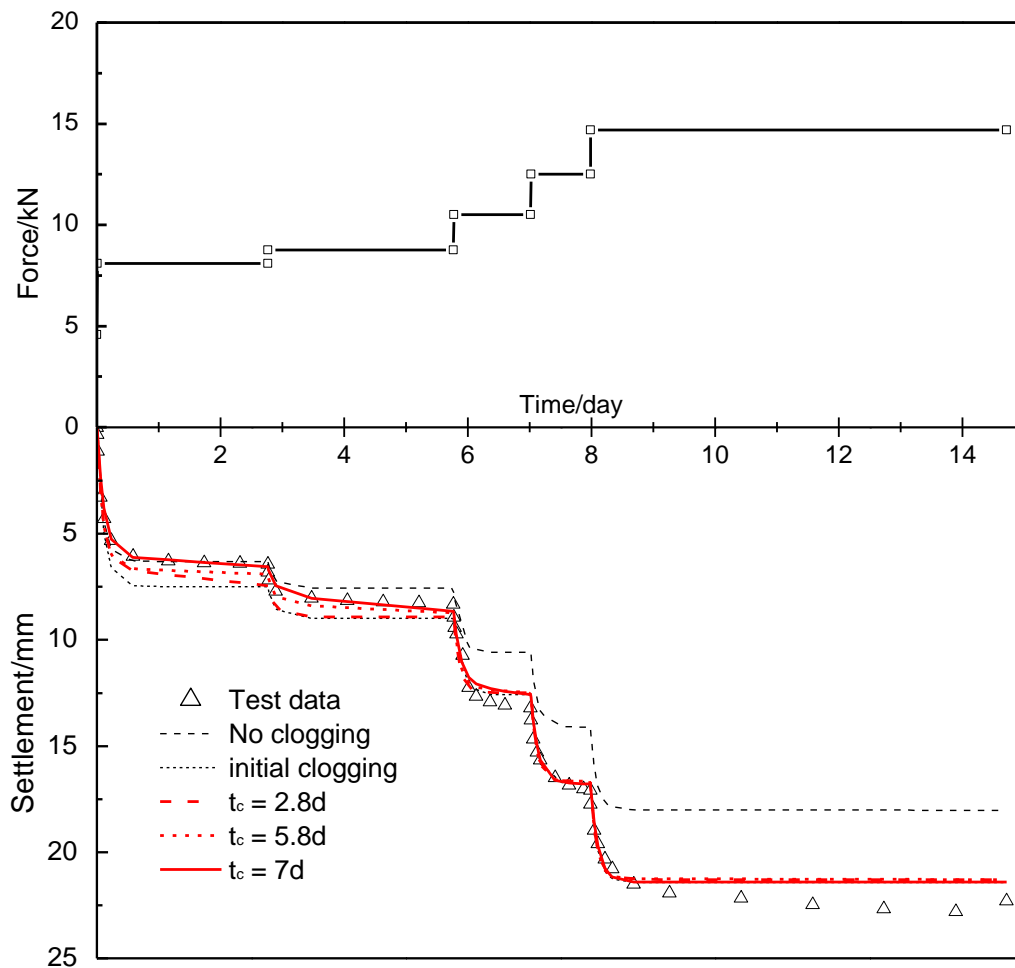 20
15
10
5
0
Force/kN
Time/day
2 4 6 8 10 12 14
5
10
15
20
25
Settlement/mm
Test data
No clogging
initial clogging
tc = 2.8d
tc = 5.8d
tc = 7d